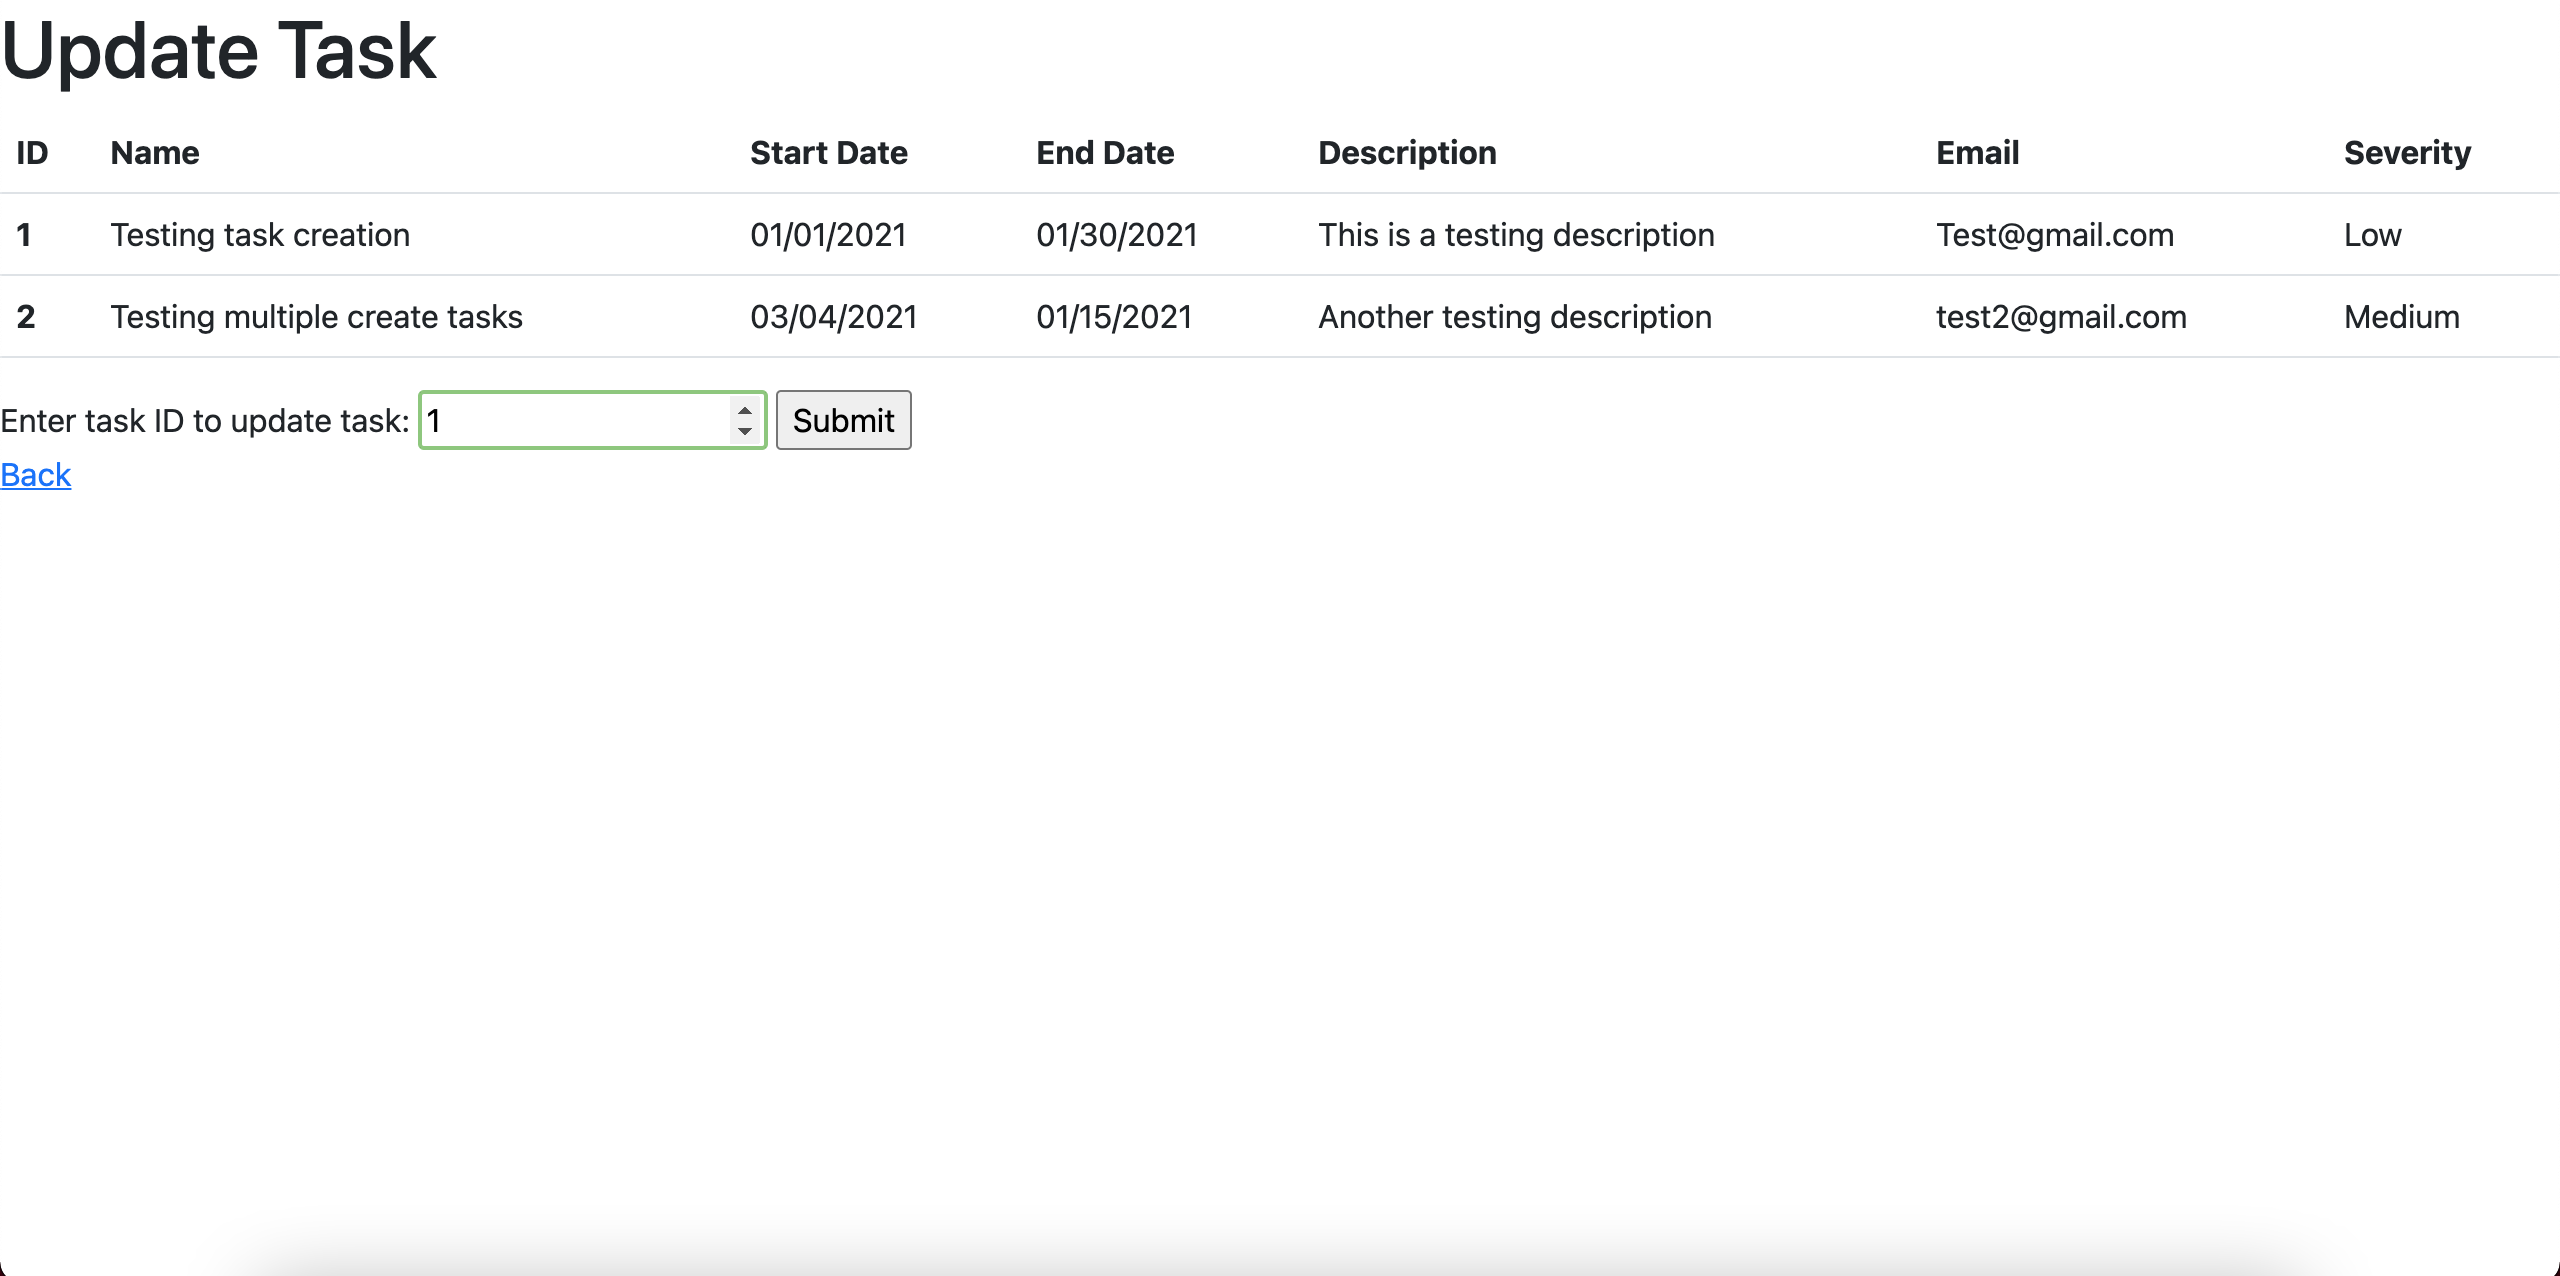 Update Task
ID Name Start Date End Date Description Email Severity
1 Testing task creation 01/01/2021 01/30/2021 This is a testing description Test@gmail.com Low
2 Testing multiple create tasks 03/04/2021 01/15/2021 Another testing description test2@gmail.com Medium
Enter task ID to update task: 1 Submit
Back